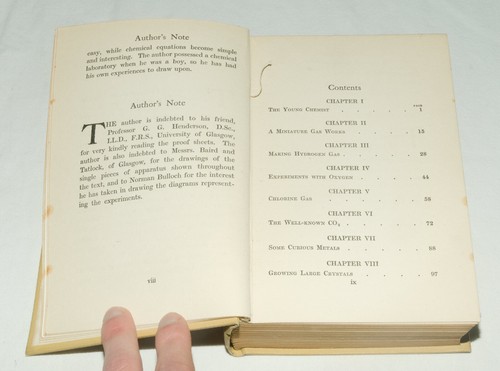 Author's Note
easy, while chemical equations become simple
and interesting. The author possessed a chemical
laboratory when he was a boy, so he has had
his own experiences to draw upon.
Author's Note
THE author is indebted to his friend,
Professor G. G. Henderson, D.Sc.,
LL.D., F.R.S., University of Glasgow,
for very kindly reading the proof sheets. The
author is also indebted to Messrs. Baird and
Tatlock, of Glasgow, for the drawings of the
single pieces of apparatus shown throughout
the text, and to Norman Bulloch for the interest
he has taken in drawing the diagrams represent-
ing the experiments.
viii
Contents
CHAPTER I
PAGE
The Young Chemist . . . . 1
CHAPTER II
A Miniature Gas Works . . . . 13
CHAPTER III
Making Hydrogen Gas . . . . 29
CHAPTER IV
Experiments with Oxygen . . . . 44
CHAPTER V
Chlorine Gas . . . . . 59
CHAPTER VI
The Well-known CO₂ . . . . 72
CHAPTER VII
Some Curious Metals . . . . 88
CHAPTER VIII
Growing Large Crystals . . . . 97
ix